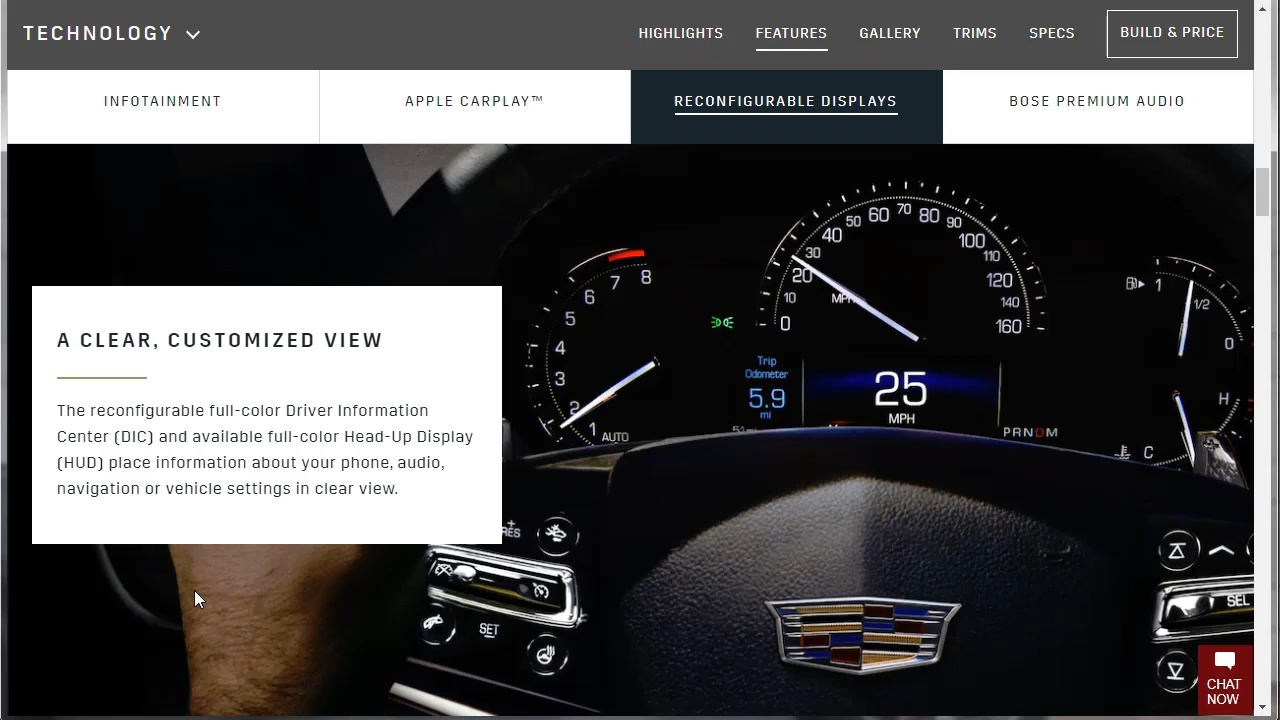 TECHNOLOGY
HIGHLIGHTS FEATURES GALLERY TRIMS SPECS BUILD & PRICE
INFOTAINMENT APPLE CARPLAY™ RECONFIGURABLE DISPLAYS BOSE PREMIUM AUDIO
A CLEAR, CUSTOMIZED VIEW
The reconfigurable full-color Driver Information
Center (DIC) and available full-color Head-Up Display
(HUD) place information about your phone, audio,
navigation or vehicle settings in clear view.
1 2 3 4 5 6 7 8
AUTO
0 10 20 30 40 50 60 70 80 90 100 110 120 140 160
MPH
Trip
Odometer
5.9
mi
25
MPH
PRNDM
1 1/2 0
H
C
+
RES
SET
SEL
CHAT
NOW